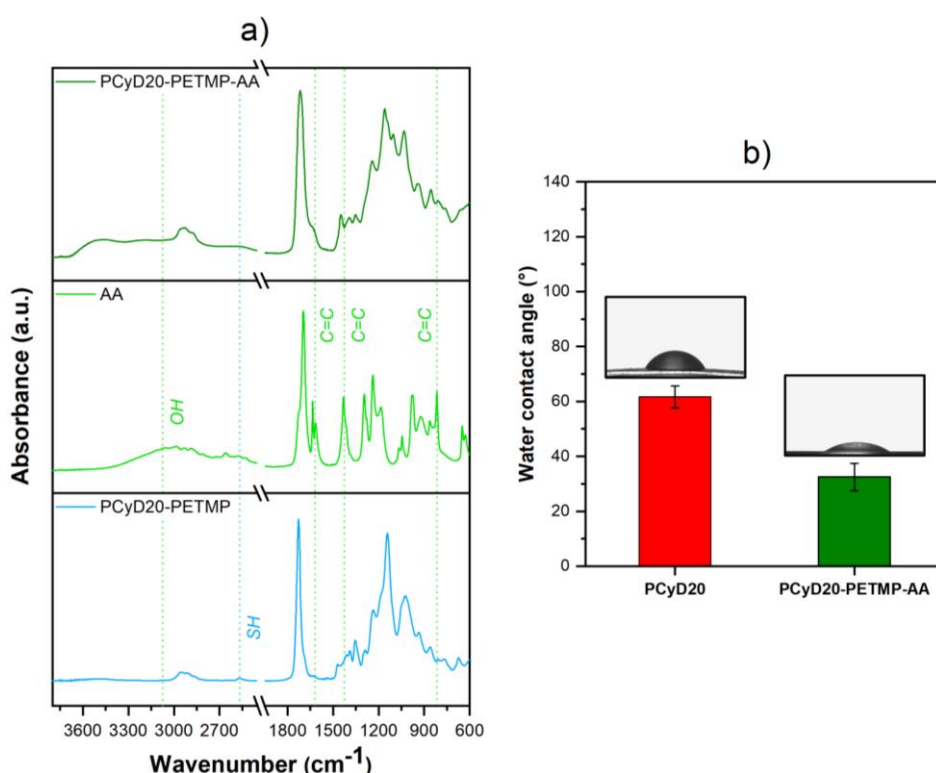 a)
PCyD20-PETMP-AA
AA
C=C
C=C
C=C
OH
PCyD20-PETMP
SH
Absorbance (a.u.)
3600 3300 3000 2700 1800 1500 1200 900 600
Wavenumber (cm-1)
b)
140
120
100
80
60
40
20
0
Water contact angle (°)
PCyD20 PCyD20-PETMP-AA